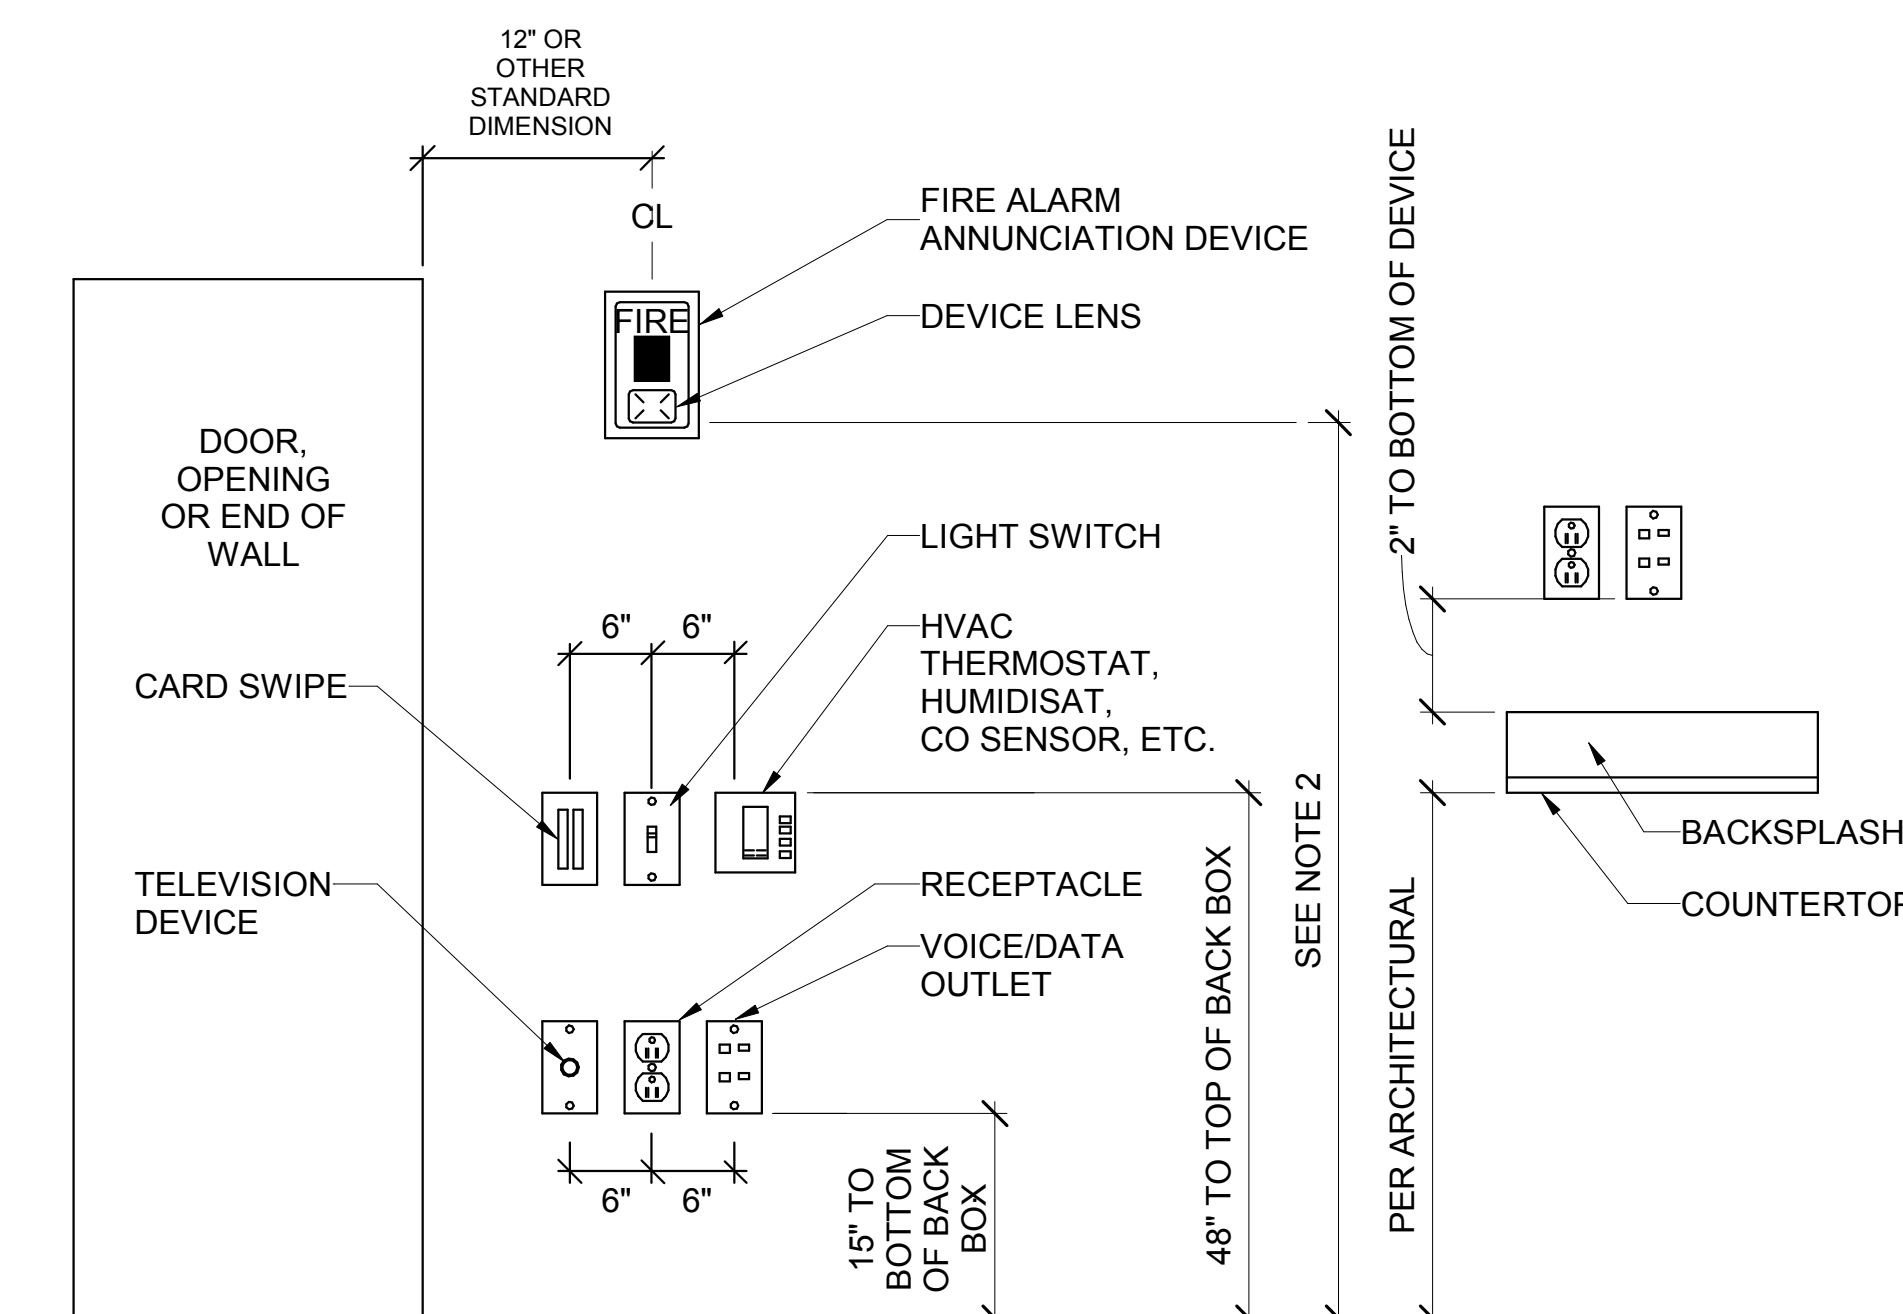 12" OR
OTHER
STANDARD
DIMENSION
CL
FIRE ALARM
ANNUNCIATION DEVICE
FIRE
DEVICE LENS
DOOR,
OPENING
OR END OF
WALL
LIGHT SWITCH
6" 6"
HVAC
THERMOSTAT,
HUMIDISAT,
CO SENSOR, ETC.
CARD SWIPE
TELEVISION
DEVICE
RECEPTACLE
VOICE/DATA
OUTLET
6" 6"
15" TO
BOTTOM
OF BACK
BOX
48" TO TOP OF BACK BOX
SEE NOTE 2
2" TO BOTTOM OF DEVICE
PER ARCHITECTURAL
BACKSPLASH
COUNTERTOP